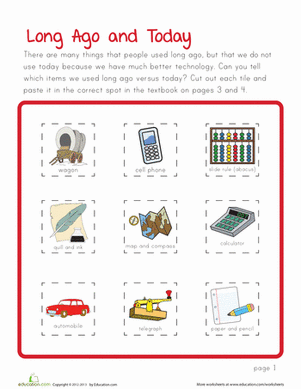 Long Ago and Today
There are many things that people used long ago, but that we do not
use today because we have much better technology. Can you tell
which items we used long ago versus today? Cut out each tile and
paste it in the correct spot in the textbook on pages 3 and 4.
wagon
cell phone
slide rule (abacus)
quill and ink
map and compass
calculator
automobile
telegraph
paper and pencil
page 1
education.com
Copyright © 2012-2013 by Education.com
More worksheets at www.education.com/worksheets